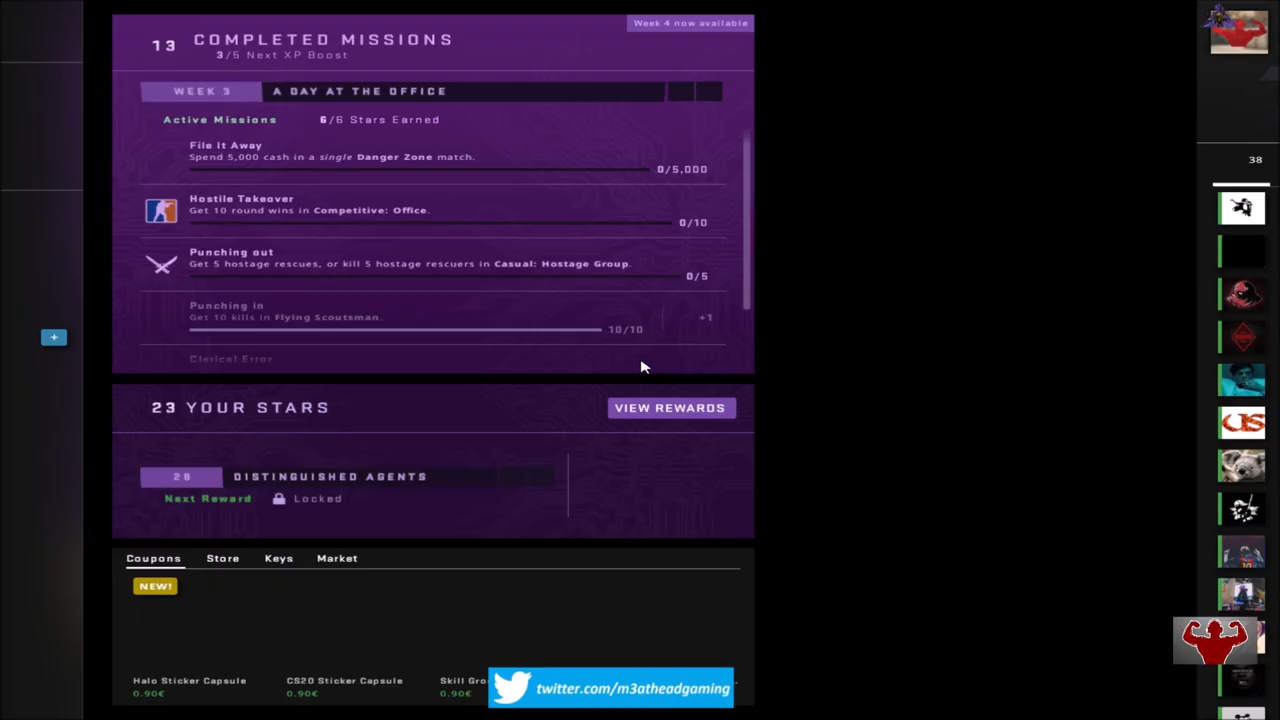 Week 4 now available
13 COMPLETED MISSIONS
3/5 Next XP Boost
WEEK 3 A DAY AT THE OFFICE
Active Missions 6/6 Stars Earned
File It Away
Spend 5,000 cash in a single Danger Zone match.
0/5,000
Hostile Takeover
Get 10 round wins in Competitive: Office.
0/10
Punching out
Get 5 hostage rescues, or kill 5 hostage rescuers in Casual: Hostage Group.
0/5
Punching in
Get 10 kills in Flying Scoutsman.
+1
10/10
Clerical Error
23 YOUR STARS VIEW REWARDS
28 DISTINGUISHED AGENTS
Next Reward Locked
Coupons Store Keys Market
NEW!
Halo Sticker Capsule CS20 Sticker Capsule Skill Gro
0.90€ 0.90€ 0.90€
twitter.com/m3atheadgaming
38
+
US
10